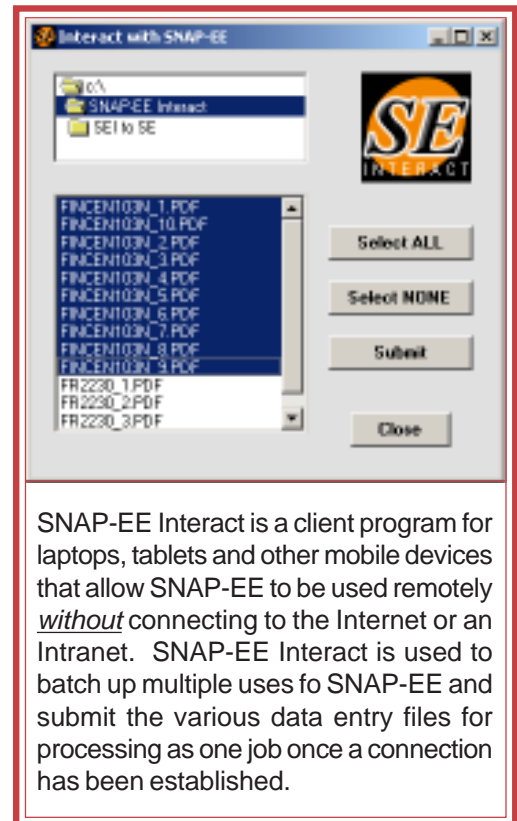 Interact with SNAP-EE
c:\
SNAP-EE Interact
SEI to SE
SE
INTERACT
FINCEN103N_1.PDF
FINCEN103N_10.PDF
FINCEN103N_2.PDF
FINCEN103N_3.PDF
FINCEN103N_4.PDF
FINCEN103N_5.PDF
FINCEN103N_6.PDF
FINCEN103N_7.PDF
FINCEN103N_8.PDF
FINCEN103N_9.PDF
FR2230_1.PDF
FR2230_2.PDF
FR2230_3.PDF
Select ALL
Select NONE
Submit
Close
SNAP-EE Interact is a client program for
laptops, tablets and other mobile devices
that allow SNAP-EE to be used remotely
without connecting to the Internet or an
Intranet. SNAP-EE Interact is used to
batch up multiple uses fo SNAP-EE and
submit the various data entry files for
processing as one job once a connection
has been established.